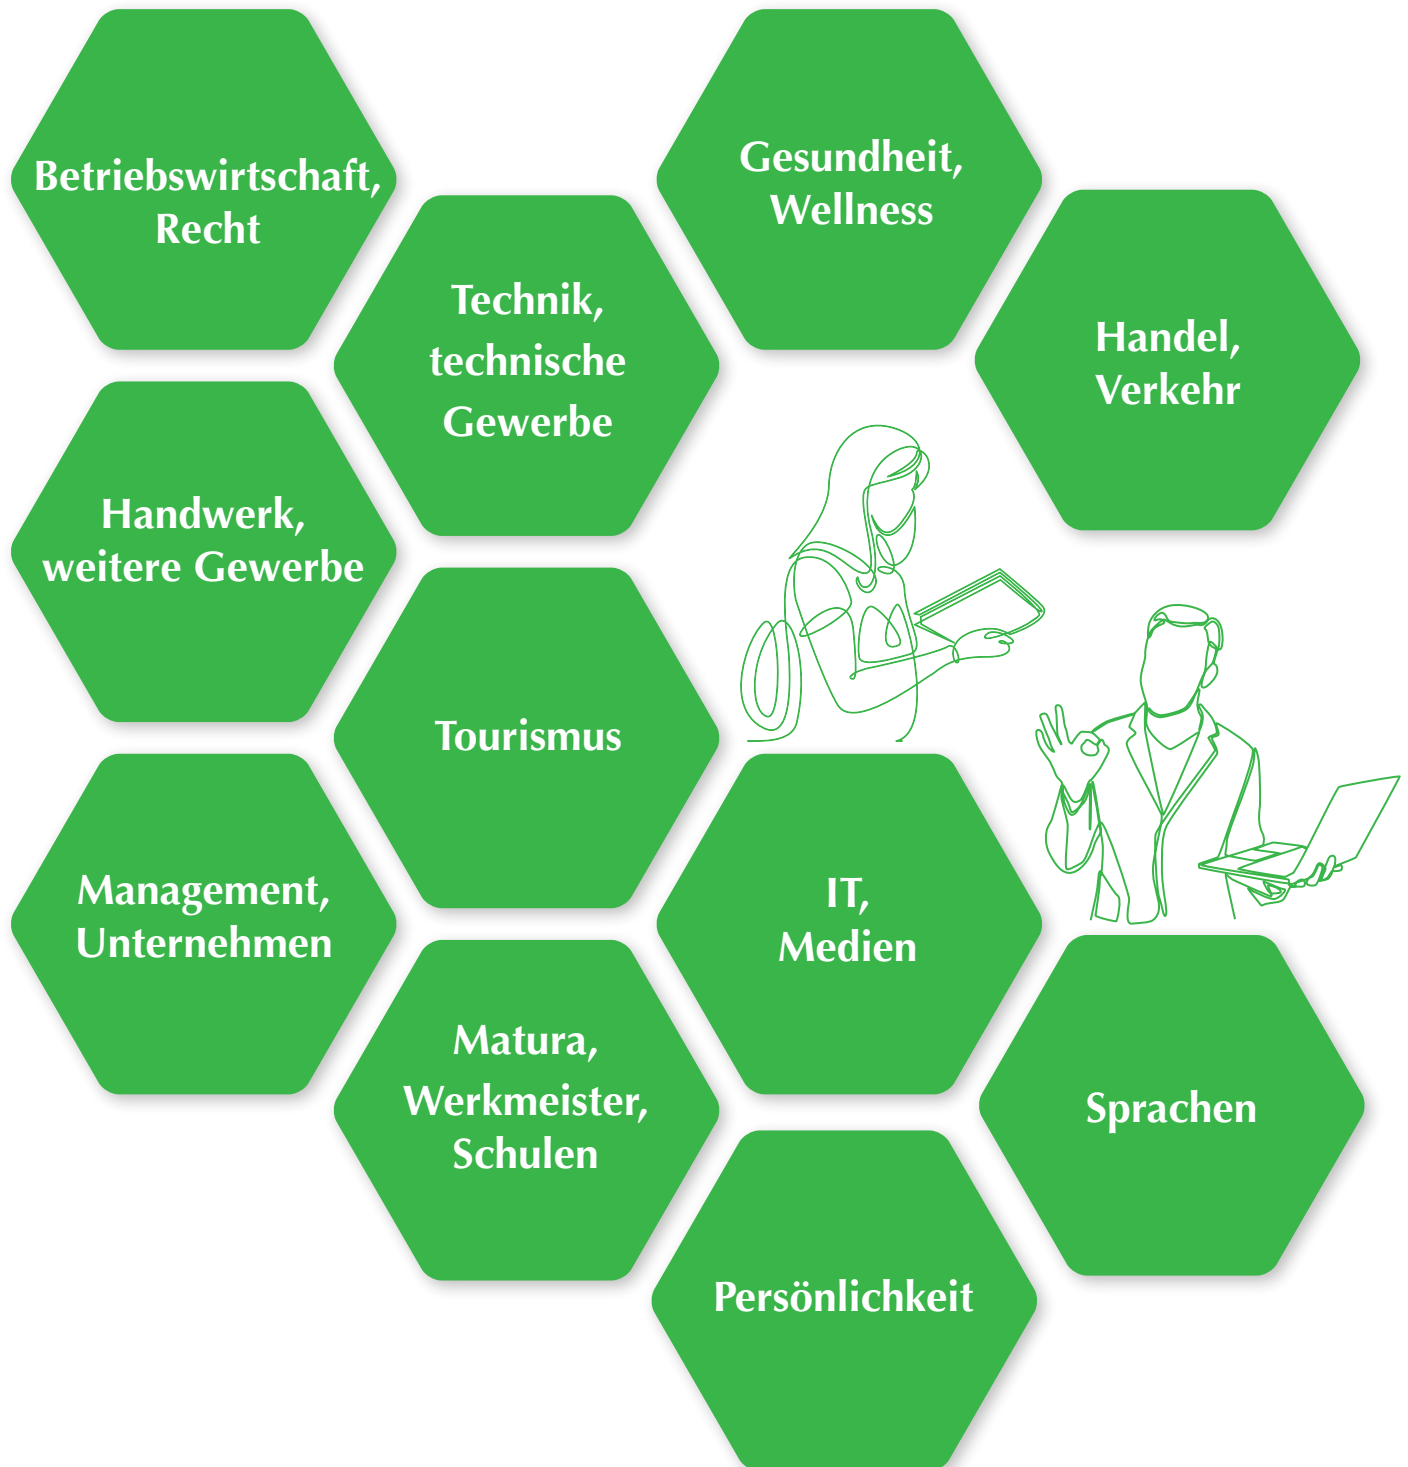 Betriebswirtschaft,
Recht
Gesundheit,
Wellness
Technik,
technische
Gewerbe
Handel,
Verkehr
Handwerk,
weitere Gewerbe
Tourismus
Management,
Unternehmen
IT,
Medien
Matura,
Werkmeister,
Schulen
Sprachen
Persönlichkeit